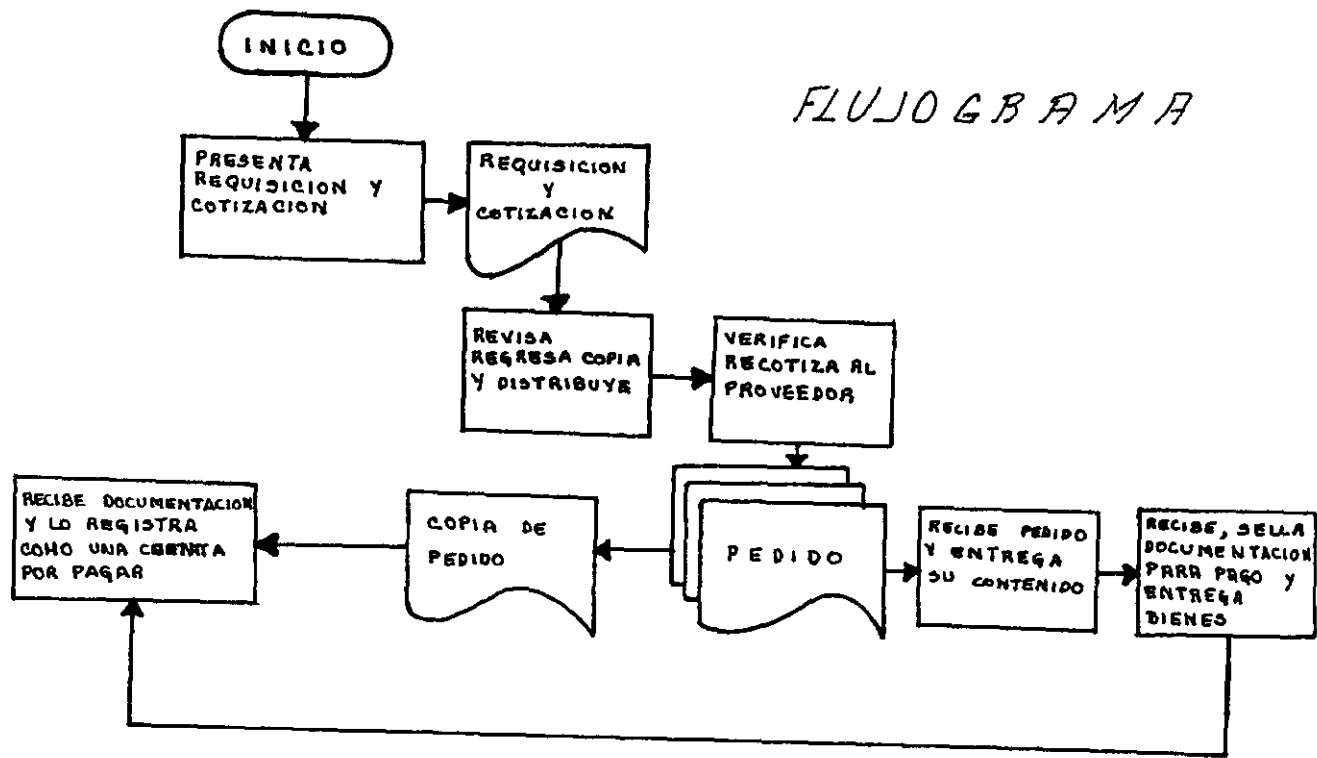 INICIO
FLUJOGRAMA
PRESENTA
REQUISICION Y
COTIZACION
REQUISICION
Y
COTIZACION
REVISA
REGRESA COPIA
Y DISTRIBUYE
VERIFICA
RECOTIZA AL
PROVEEDOR
RECIBE DOCUMENTACION
Y LO REGISTRA
COMO UNA CUENTA
POR PAGAR
COPIA DE
PEDIDO
PEDIDO
RECIBE PEDIDO
Y ENTREGA
SU CONTENIDO
RECIBE, SELLA
DOCUMENTACION
PARA PAGO Y
ENTREGA
BIENES